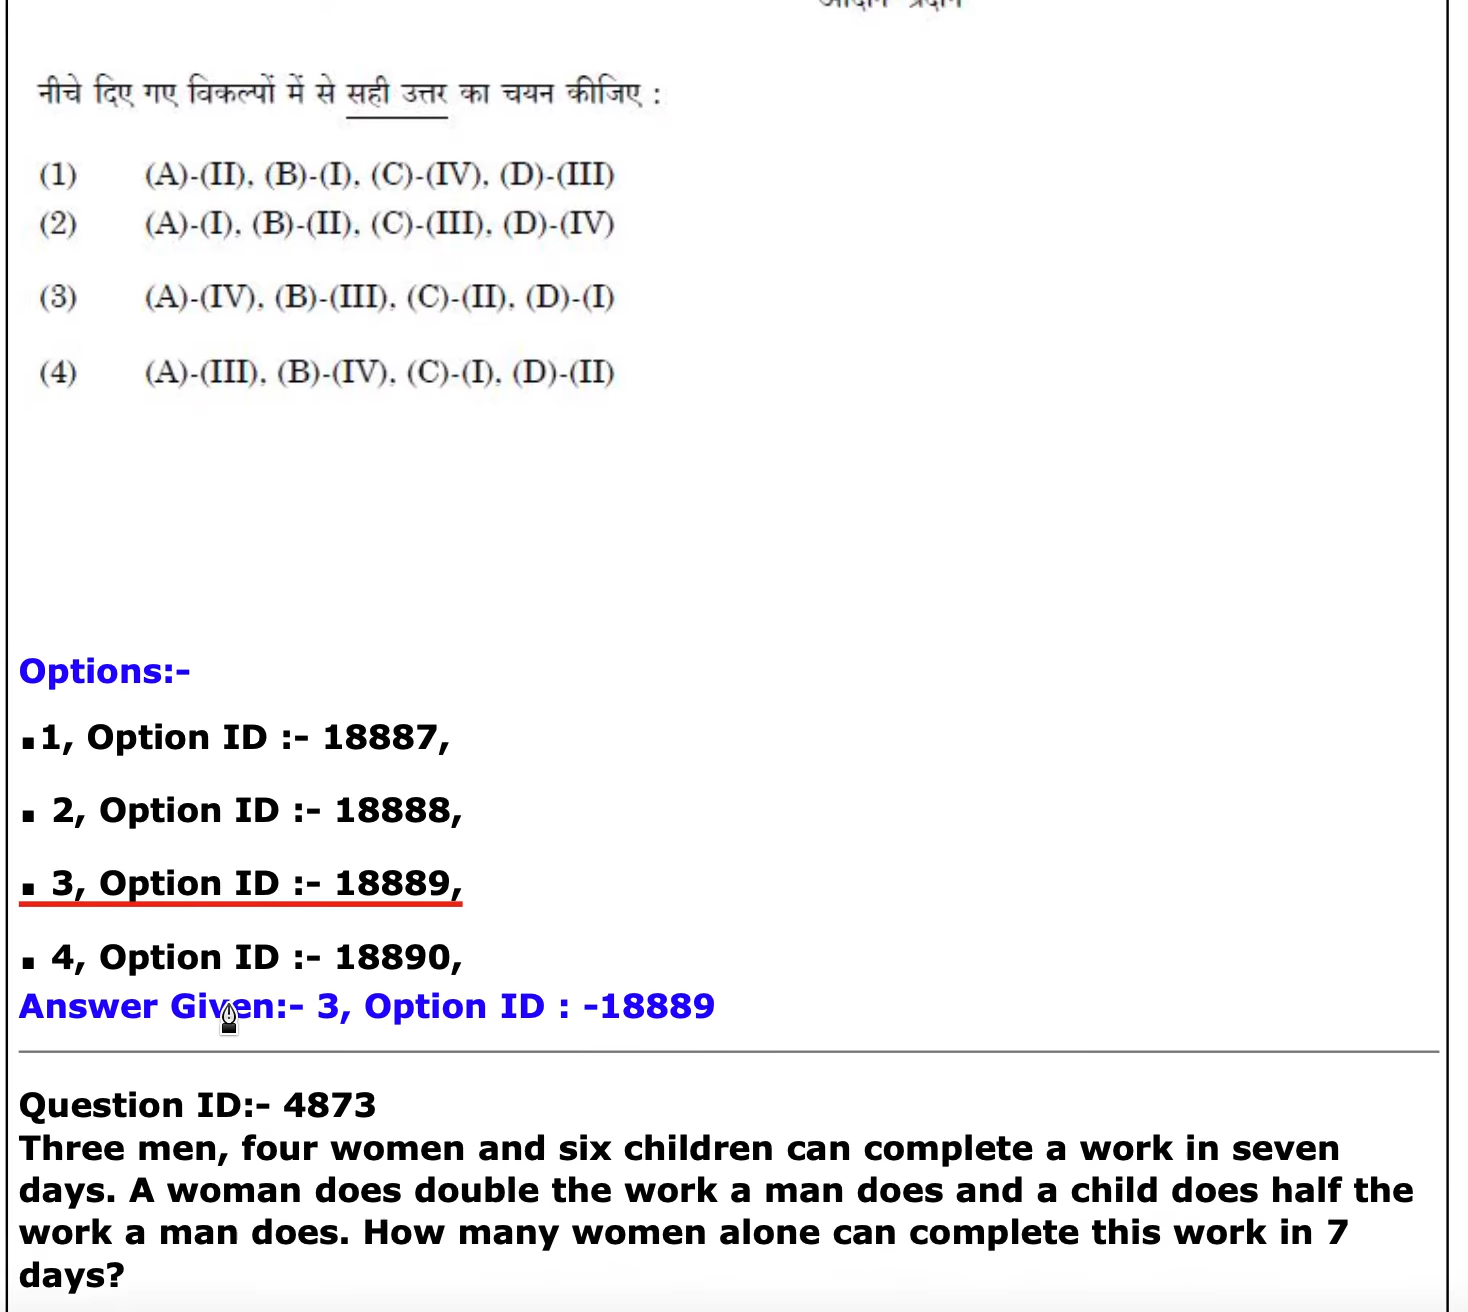 नीचे दिए गए विकल्पों में से सही उत्तर का चयन कीजिए :
(1) (A)-(II), (B)-(I), (C)-(IV), (D)-(III)
(2) (A)-(I), (B)-(II), (C)-(III), (D)-(IV)
(3) (A)-(IV), (B)-(III), (C)-(II), (D)-(I)
(4) (A)-(III), (B)-(IV), (C)-(I), (D)-(II)
Options:-
▪1, Option ID :- 18887,
▪ 2, Option ID :- 18888,
▪ 3, Option ID :- 18889,
▪ 4, Option ID :- 18890,
Answer Given:- 3, Option ID : -18889
Question ID:- 4873
Three men, four women and six children can complete a work in seven
days. A woman does double the work a man does and a child does half the
work a man does. How many women alone can complete this work in 7
days?